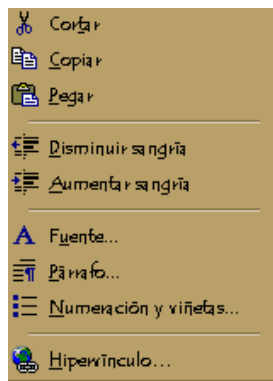 Cortar
Copiar
Pegar
Disminuir sangría
Aumentar sangría
Fuente...
Párrafo...
Numeración y viñetas...
Hipervínculo...